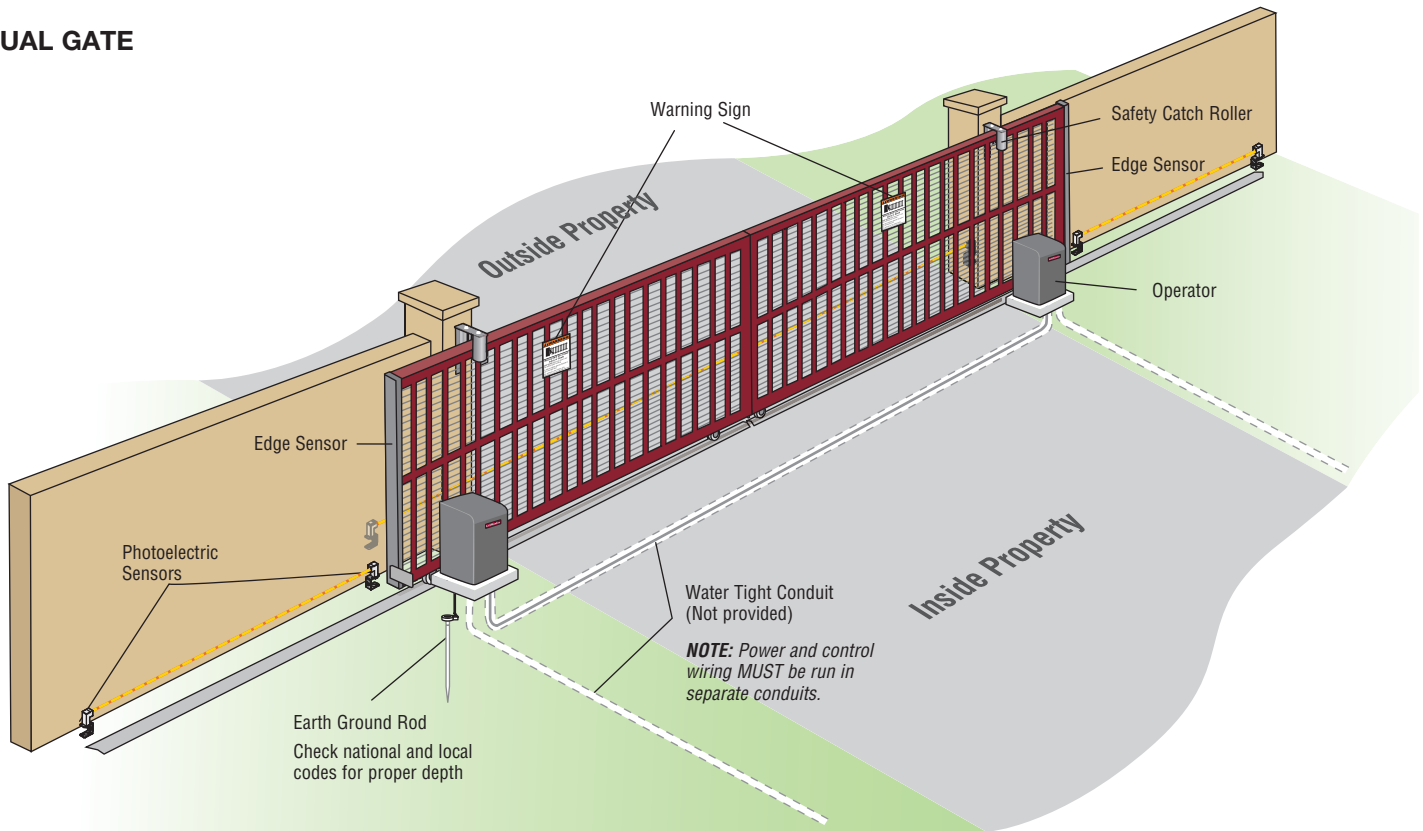 UAL GATE
Warning Sign
Safety Catch Roller
Edge Sensor
Outside Property
Operator
Edge Sensor
Photoelectric
Sensors
Water Tight Conduit
(Not provided)
NOTE: Power and control
wiring MUST be run in
separate conduits.
Inside Property
Earth Ground Rod
Check national and local
codes for proper depth